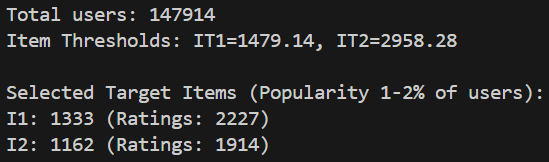 Total users: 147914
Item Thresholds: IT1=1479.14, IT2=2958.28
Selected Target Items (Popularity 1-2% of users):
I1: 1333 (Ratings: 2227)
I2: 1162 (Ratings: 1914)